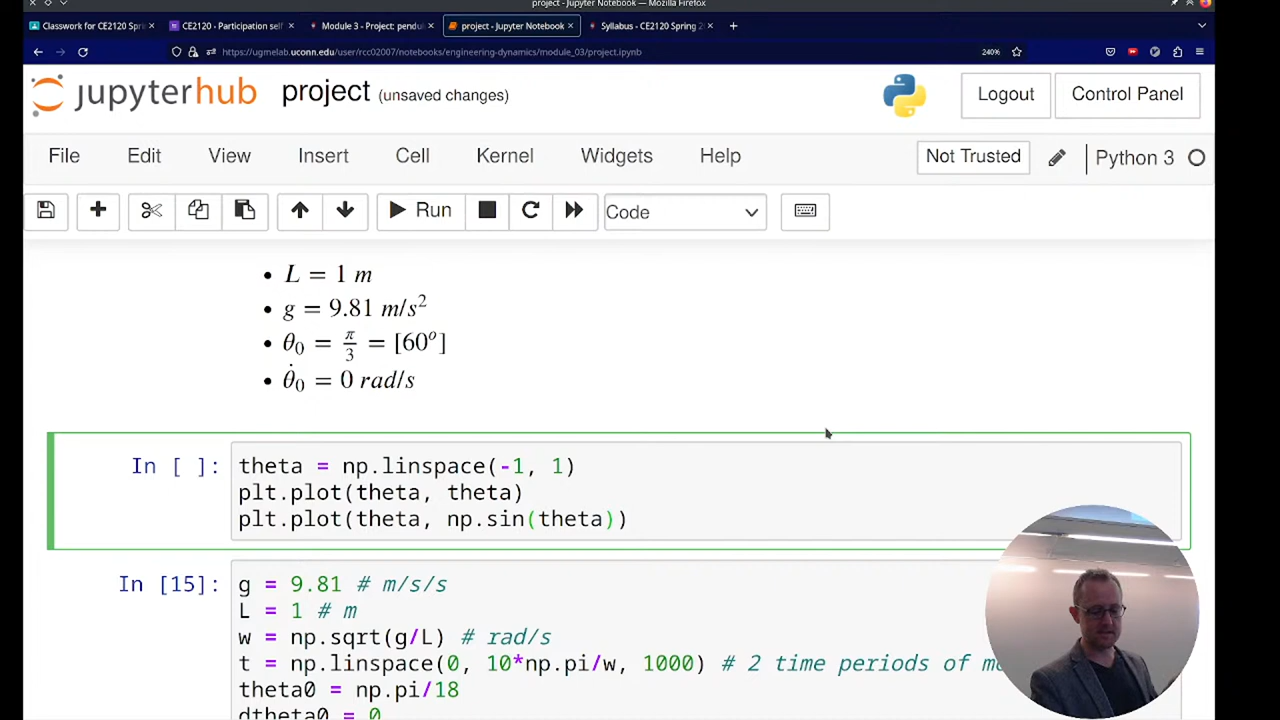 project - Jupyter Notebook — Mozilla Firefox
Classwork for CE2120 Spri
CE2120 - Participation self
Module 3 - Project: pendul
project - Jupyter Notebook
Syllabus - CE2120 Spring 2
https://ugmelab.uconn.edu/user/rcc02007/notebooks/engineering-dynamics/module_03/project.ipynb
240%
jupyterhub project (unsaved changes)
Logout
Control Panel
File Edit View Insert Cell Kernel Widgets Help
Not Trusted
Python 3
Run
Code
• L = 1 m
• g = 9.81 m/s²
• θ₀ = π/3 = [60ᵒ]
• θ̇₀ = 0 rad/s
In [ ]:
theta = np.linspace(-1, 1)
plt.plot(theta, theta)
plt.plot(theta, np.sin(theta))
In [15]:
g = 9.81 # m/s/s
L = 1 # m
w = np.sqrt(g/L) # rad/s
t = np.linspace(0, 10*np.pi/w, 1000) # 2 time periods of m
theta0 = np.pi/18
dtheta0 = 0